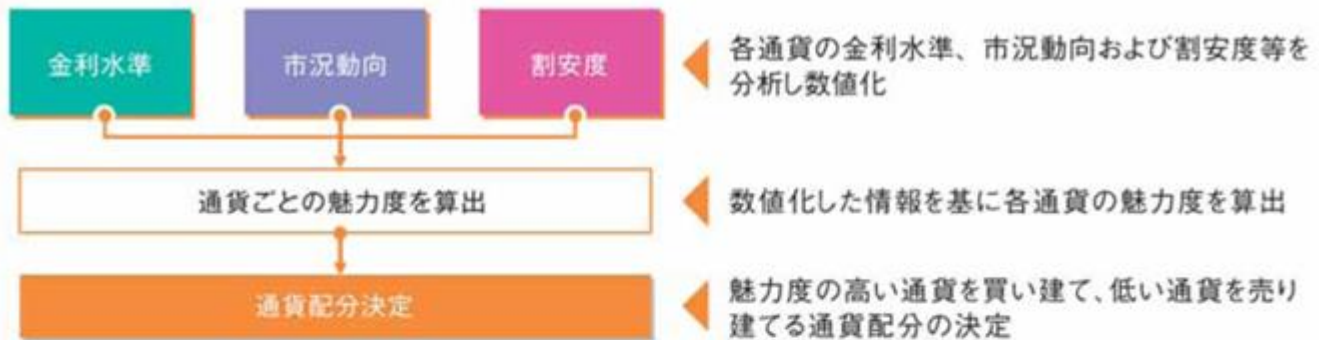 金利水準
市況動向
割安度
各通貨の金利水準、市況動向および割安度等を
分析し数値化
通貨ごとの魅力度を算出
数値化した情報を基に各通貨の魅力度を算出
通貨配分決定
魅力度の高い通貨を買い建て、低い通貨を売り
建てる通貨配分の決定